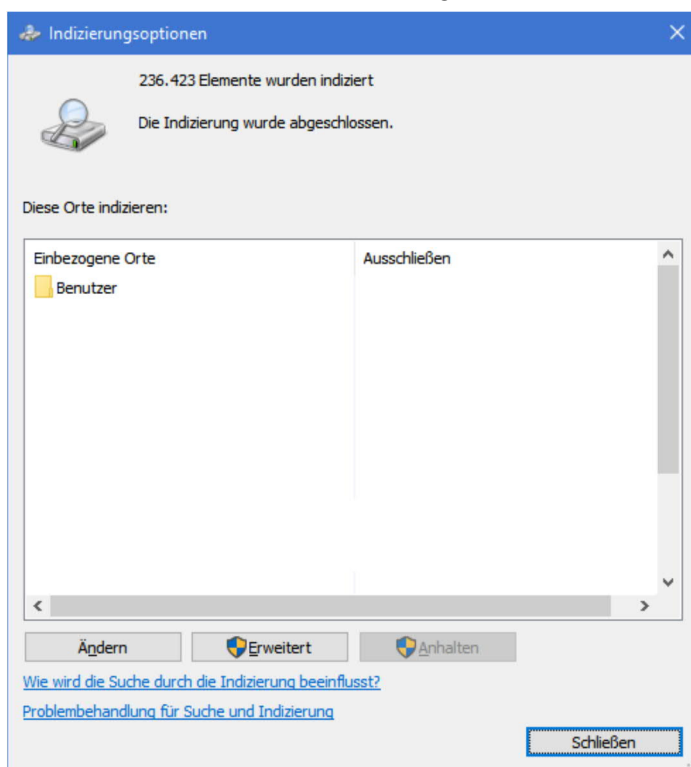 Indizierungsoptionen
236.423 Elemente wurden indiziert
Die Indizierung wurde abgeschlossen.
Diese Orte indizieren:
Einbezogene Orte Ausschließen
Benutzer
Ändern Erweitert Anhalten
Wie wird die Suche durch die Indizierung beeinflusst?
Problembehandlung für Suche und Indizierung
Schließen